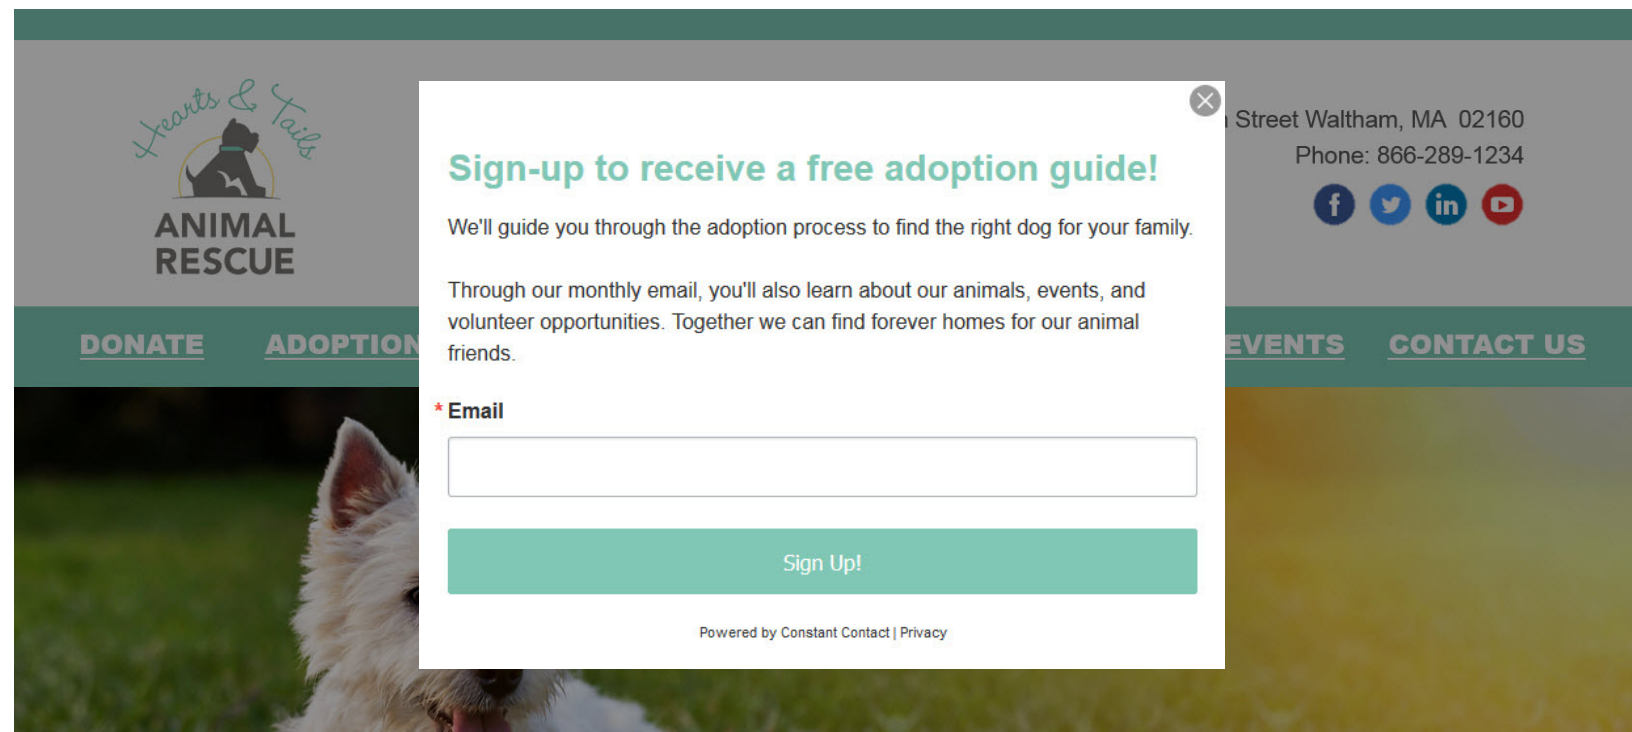 Hearts & Tails
ANIMAL
RESCUE
Street Waltham, MA 02160
Phone: 866-289-1234
f
in
DONATE
ADOPTION
EVENTS
CONTACT US
Sign-up to receive a free adoption guide!
We'll guide you through the adoption process to find the right dog for your family.
Through our monthly email, you'll also learn about our animals, events, and
volunteer opportunities. Together we can find forever homes for our animal
friends.
* Email
Sign Up!
Powered by Constant Contact | Privacy